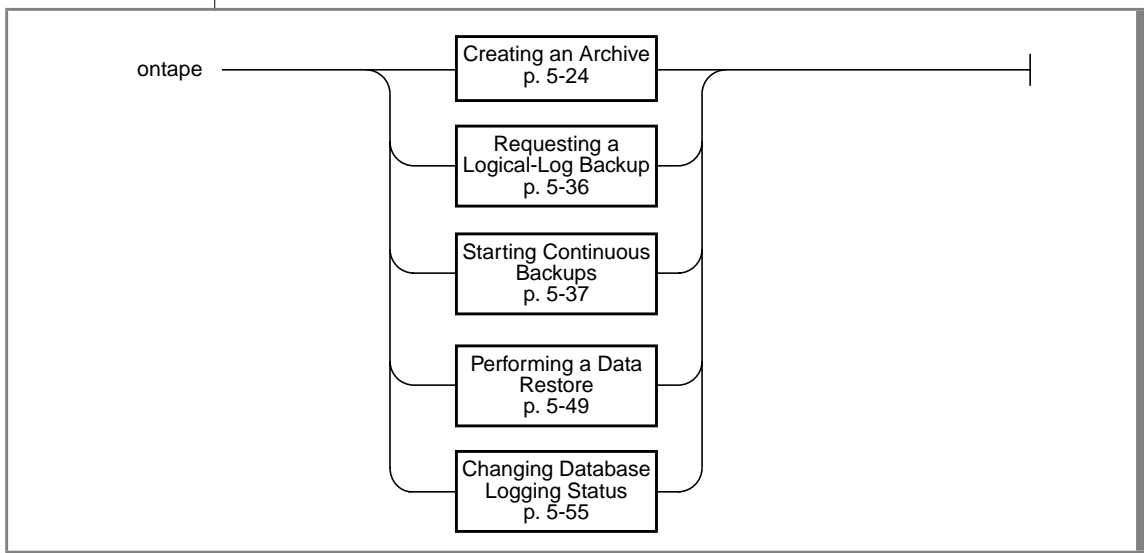 ontape
Creating an Archive
p. 5-24
Requesting a
Logical-Log Backup
p. 5-36
Starting Continuous
Backups
p. 5-37
Performing a Data
Restore
p. 5-49
Changing Database
Logging Status
p. 5-55